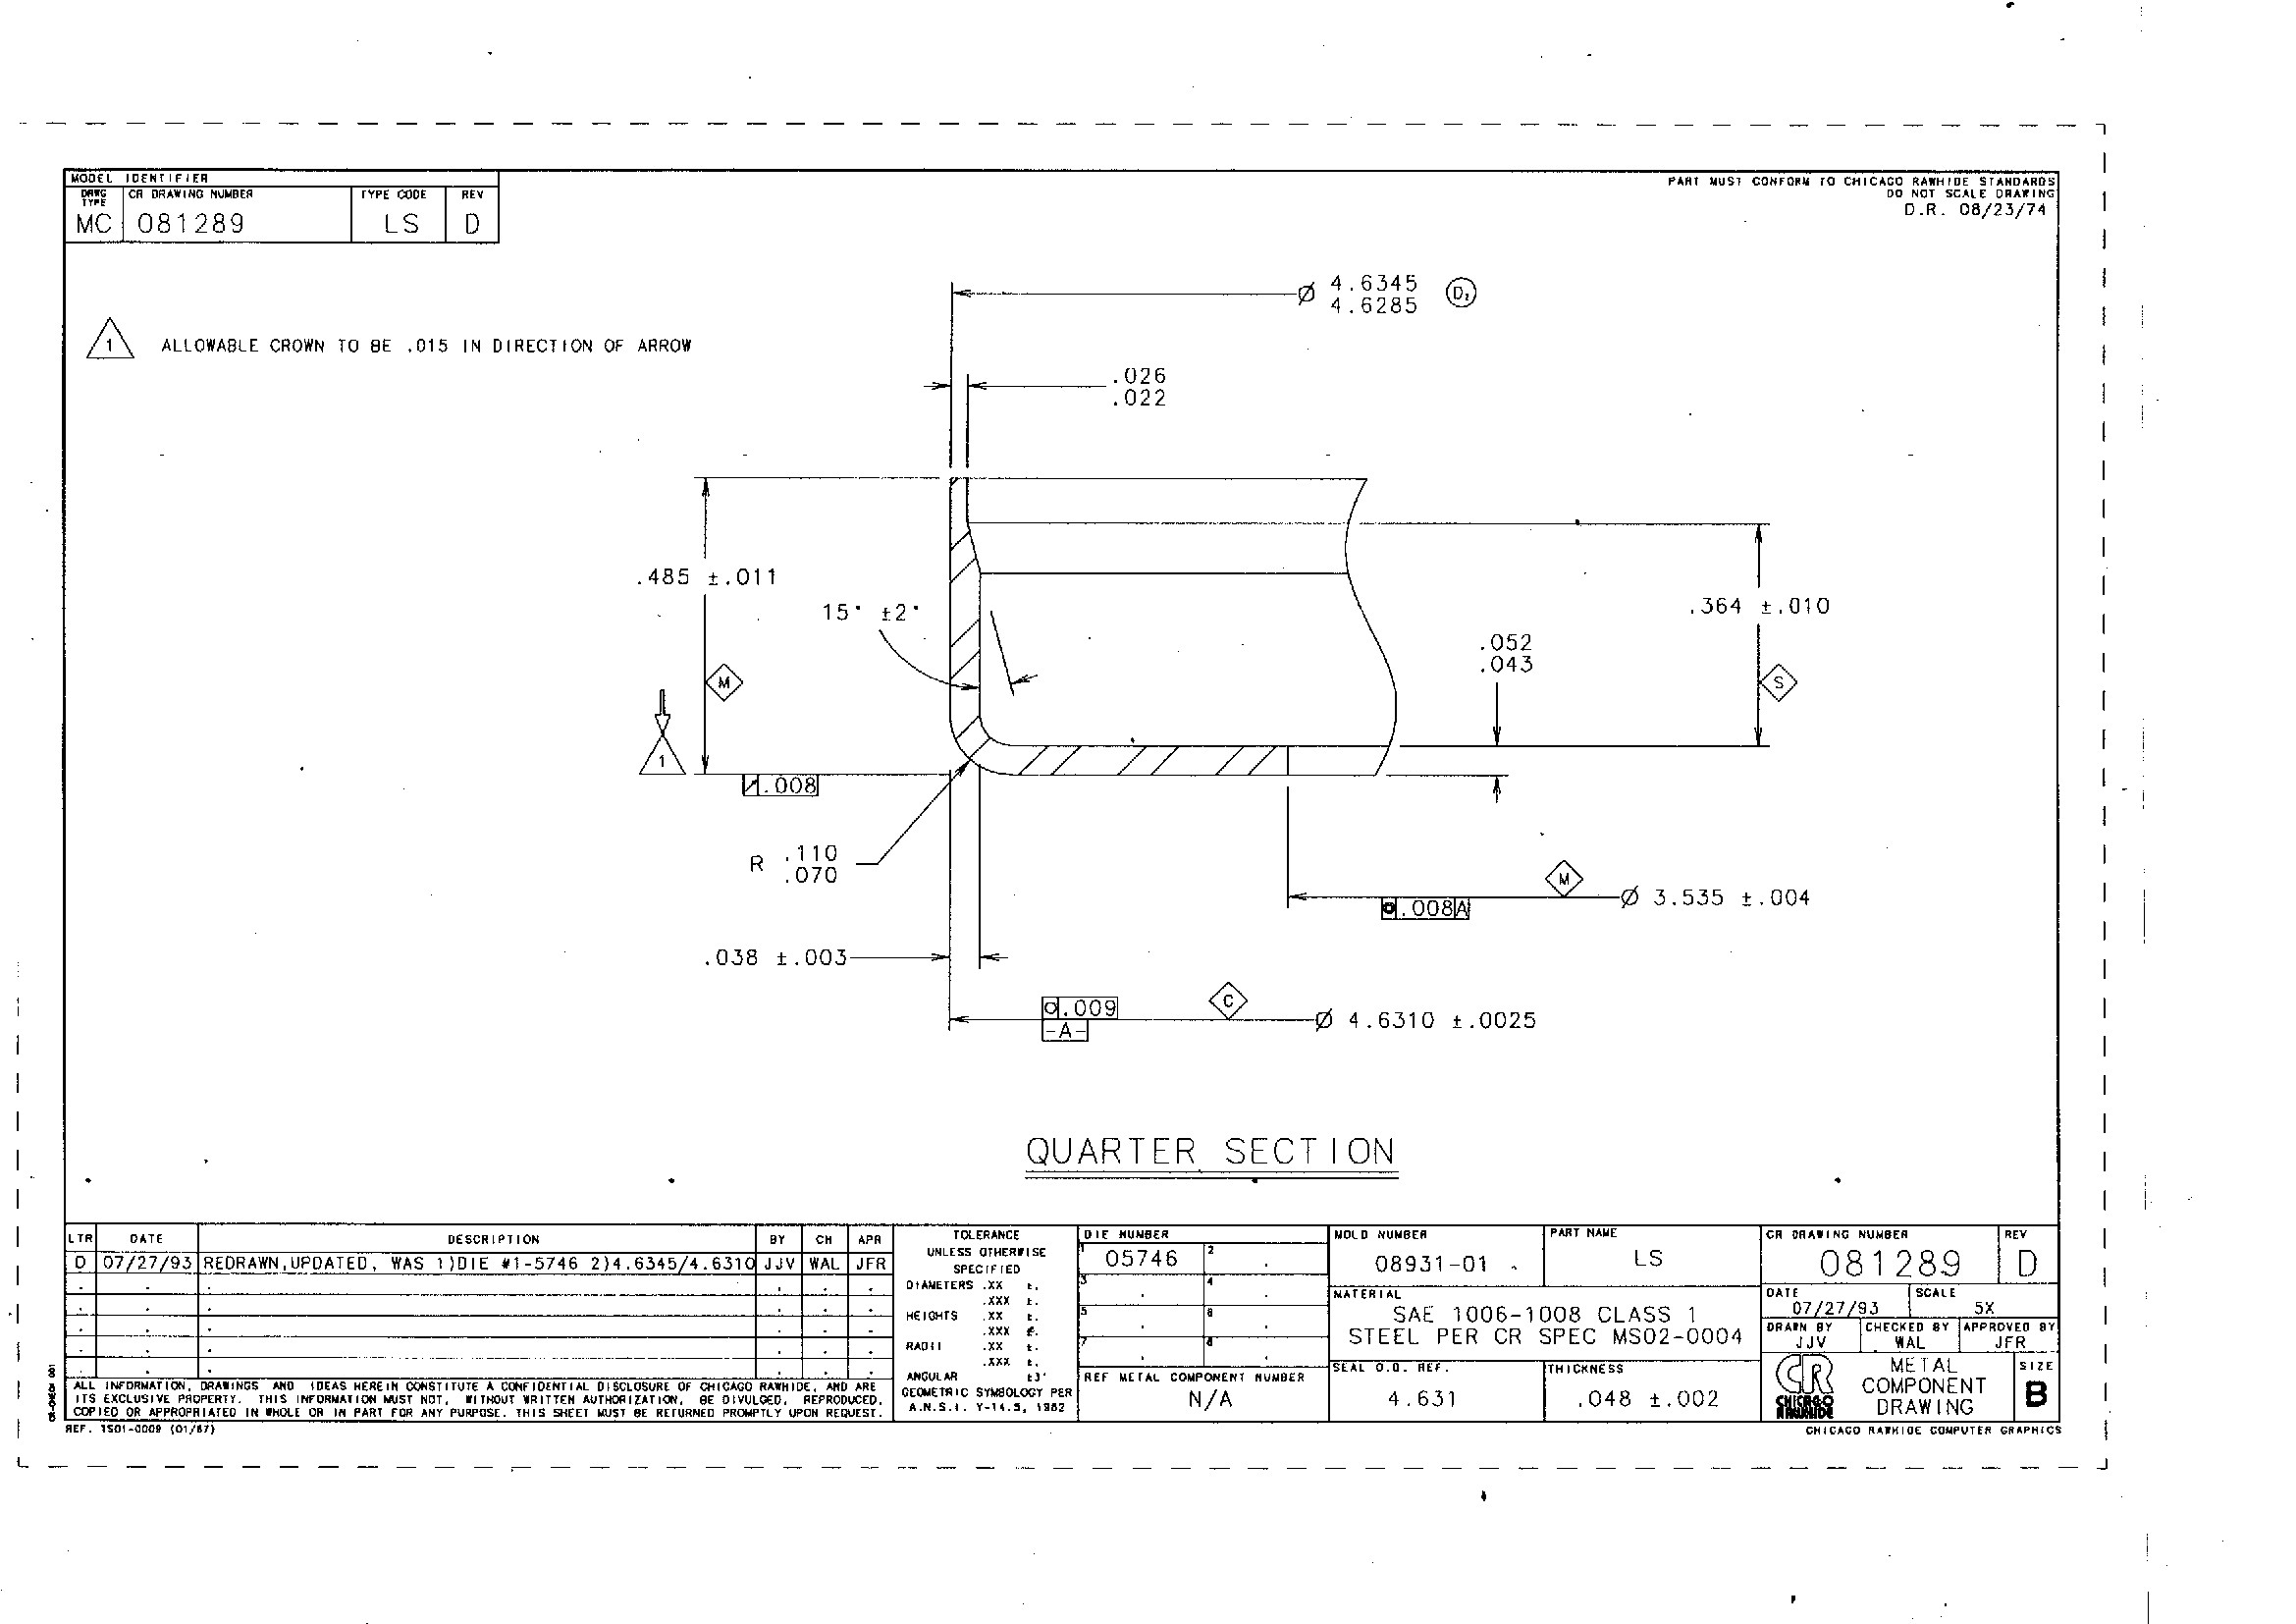 MODEL IDENTIFIER
DRWG TYPE
CR DRAWING NUMBER
TYPE CODE
REV
MC
081289
LS
D
PART MUST CONFORM TO CHICAGO RAWHIDE STANDARDS
DO NOT SCALE DRAWING
D.R. 08/23/74
1
ALLOWABLE CROWN TO BE .015 IN DIRECTION OF ARROW
Ø 4.6345
4.6285
D2
.026
.022
.485 ±.011
15° ±2°
.364 ±.010
.052
.043
M
S
1
.008
R .110
.070
M
Ø 3.535 ±.004
.008 A
.038 ±.003
.009
-A-
C
Ø 4.6310 ±.0025
QUARTER SECTION
LTR DATE DESCRIPTION BY CH APR
D 07/27/93 REDRAWN,UPDATED, WAS 1)DIE #1-5746 2)4.6345/4.6310 JJV WAL JFR
ALL INFORMATION, DRAWINGS AND IDEAS HEREIN CONSTITUTE A CONFIDENTIAL DISCLOSURE OF CHICAGO RAWHIDE, AND ARE
ITS EXCLUSIVE PROPERTY. THIS INFORMATION MUST NOT, WITHOUT WRITTEN AUTHORIZATION, BE DIVULGED, REPRODUCED,
COPIED OR APPROPRIATED IN WHOLE OR IN PART FOR ANY PURPOSE. THIS SHEET MUST BE RETURNED PROMPTLY UPON REQUEST.
REF. 1S01-0009 (01/87)
TOLERANCE
UNLESS OTHERWISE
SPECIFIED
DIAMETERS .XX ±.
.XXX ±.
HEIGHTS .XX ±.
.XXX ±.
RADII .XX ±.
.XXX ±.
ANGULAR ±3°
GEOMETRIC SYMBOLOGY PER
A.N.S.I. Y-14.5, 1982
DIE NUMBER
1 05746 2
3 4
5 6
7 8
REF METAL COMPONENT NUMBER
N/A
MOLD NUMBER
08931-01
PART NAME
LS
MATERIAL
SAE 1006-1008 CLASS 1
STEEL PER CR SPEC MS02-0004
SEAL O.D. REF.
4.631
THICKNESS
.048 ±.002
CR DRAWING NUMBER
081289
REV
D
DATE
07/27/93
SCALE
5X
DRAWN BY
JJV
CHECKED BY
WAL
APPROVED BY
JFR
CR
CHICAGO
RAWHIDE
METAL
COMPONENT
DRAWING
SIZE
B
CHICAGO RAWHIDE COMPUTER GRAPHICS